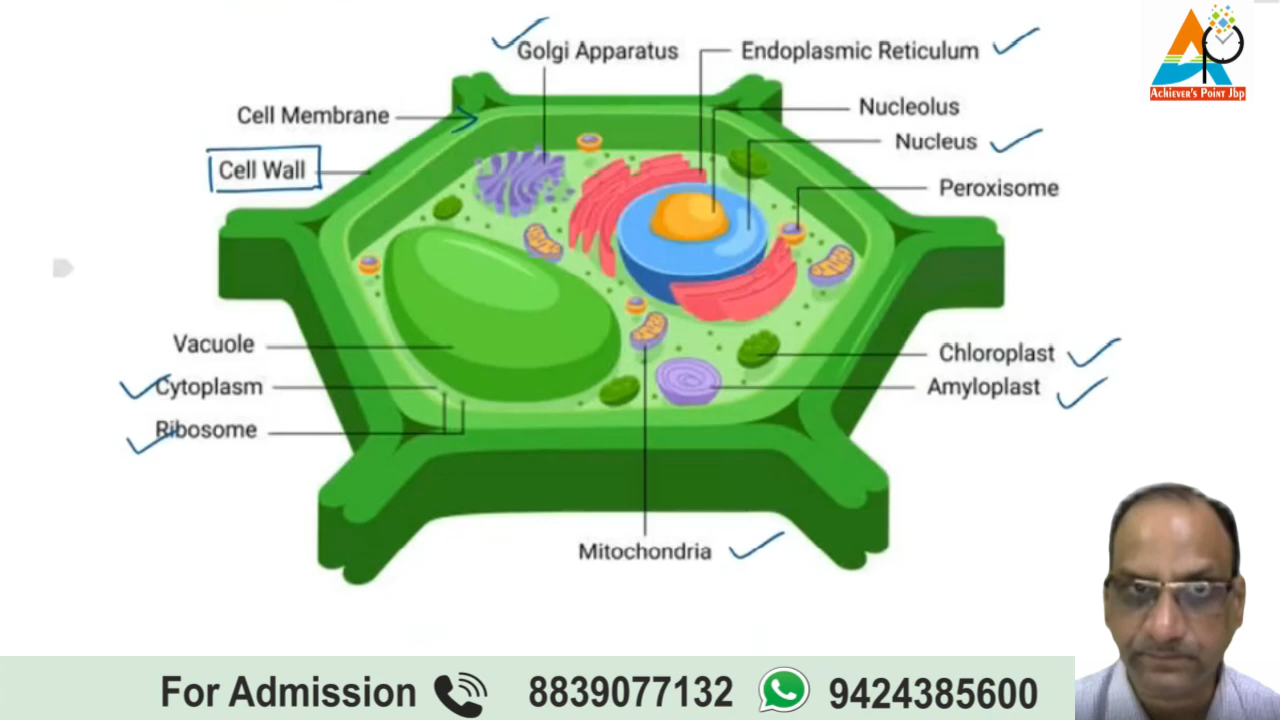 Golgi Apparatus
Endoplasmic Reticulum
Achiever's Point Jbp
Cell Membrane
Nucleolus
Nucleus
Cell Wall
Peroxisome
Vacuole
Chloroplast
Cytoplasm
Amyloplast
Ribosome
Mitochondria
For Admission 8839077132 9424385600